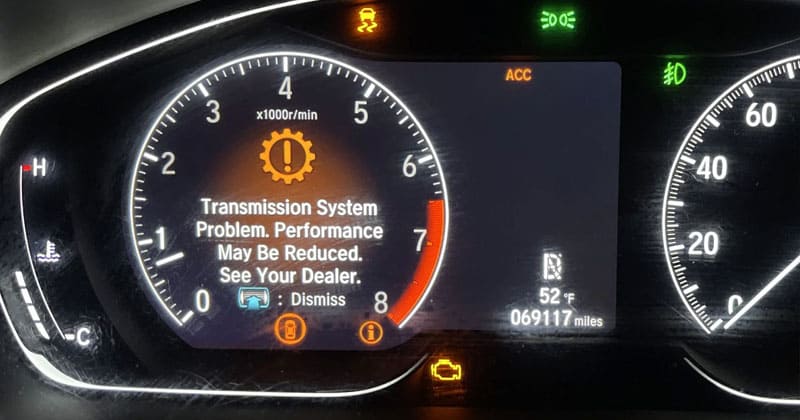 ACC
4
3
5
x1000r/min
2
6
1
7
0
8
Transmission System
Problem. Performance
May Be Reduced.
See Your Dealer.
: Dismiss
H
C
52 °F
069117 miles
60
40
20
0